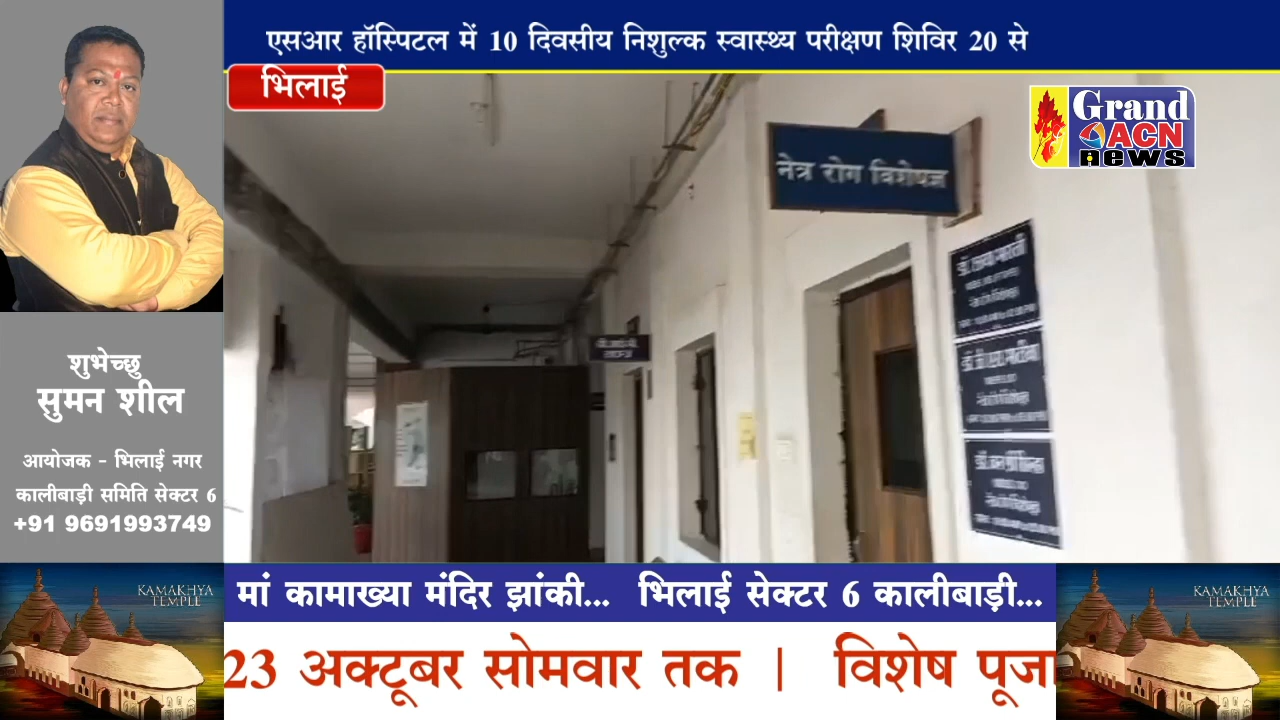 एसआर हॉस्पिटल में 10 दिवसीय निशुल्क स्वास्थ्य परीक्षण शिविर 20 से
भिलाई
Grand
ACN
news
नेत्र रोग विशेषज्ञ
शुभेच्छु
सुमन शील
आयोजक - भिलाई नगर
कालीबाड़ी समिति सेक्टर 6
+91 9691993749
KAMAKHYA
TEMPLE
मां कामाख्या मंदिर झांकी... भिलाई सेक्टर 6 कालीबाड़ी...
KAMAKHYA
TEMPLE
23 अक्टूबर सोमवार तक | विशेष पूजा